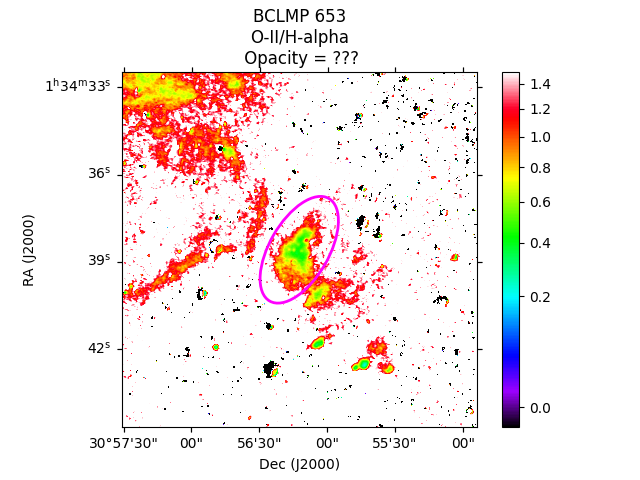 BCLMP 653
O-II/H-alpha
Opacity = ???
1ʰ34ᵐ33ˢ
36ˢ
39ˢ
42ˢ
RA (J2000)
30°57'30" 00" 56'30" 00" 55'30" 00"
Dec (J2000)
1.4
1.2
1.0
0.8
0.6
0.4
0.2
0.0